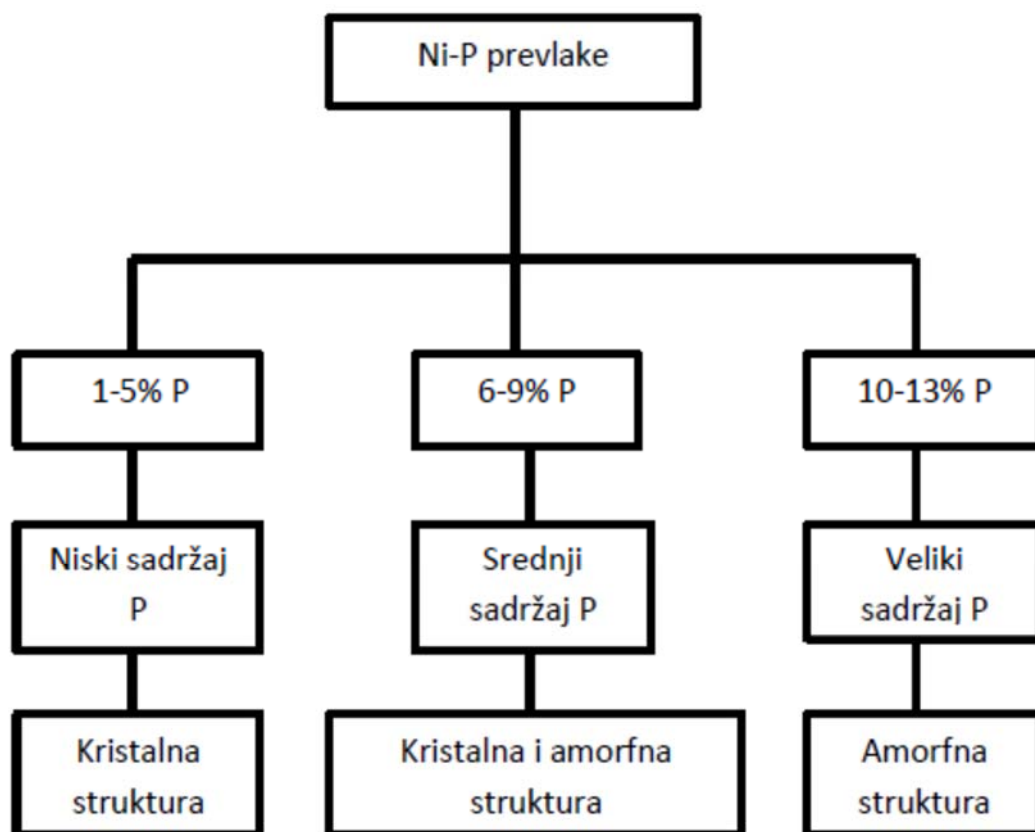 Ni-P prevlake
1-5% P
6-9% P
10-13% P
Niski sadržaj
P
Srednji
sadržaj P
Veliki
sadržaj P
Kristalna
struktura
Kristalna i amorfna
struktura
Amorfna
struktura